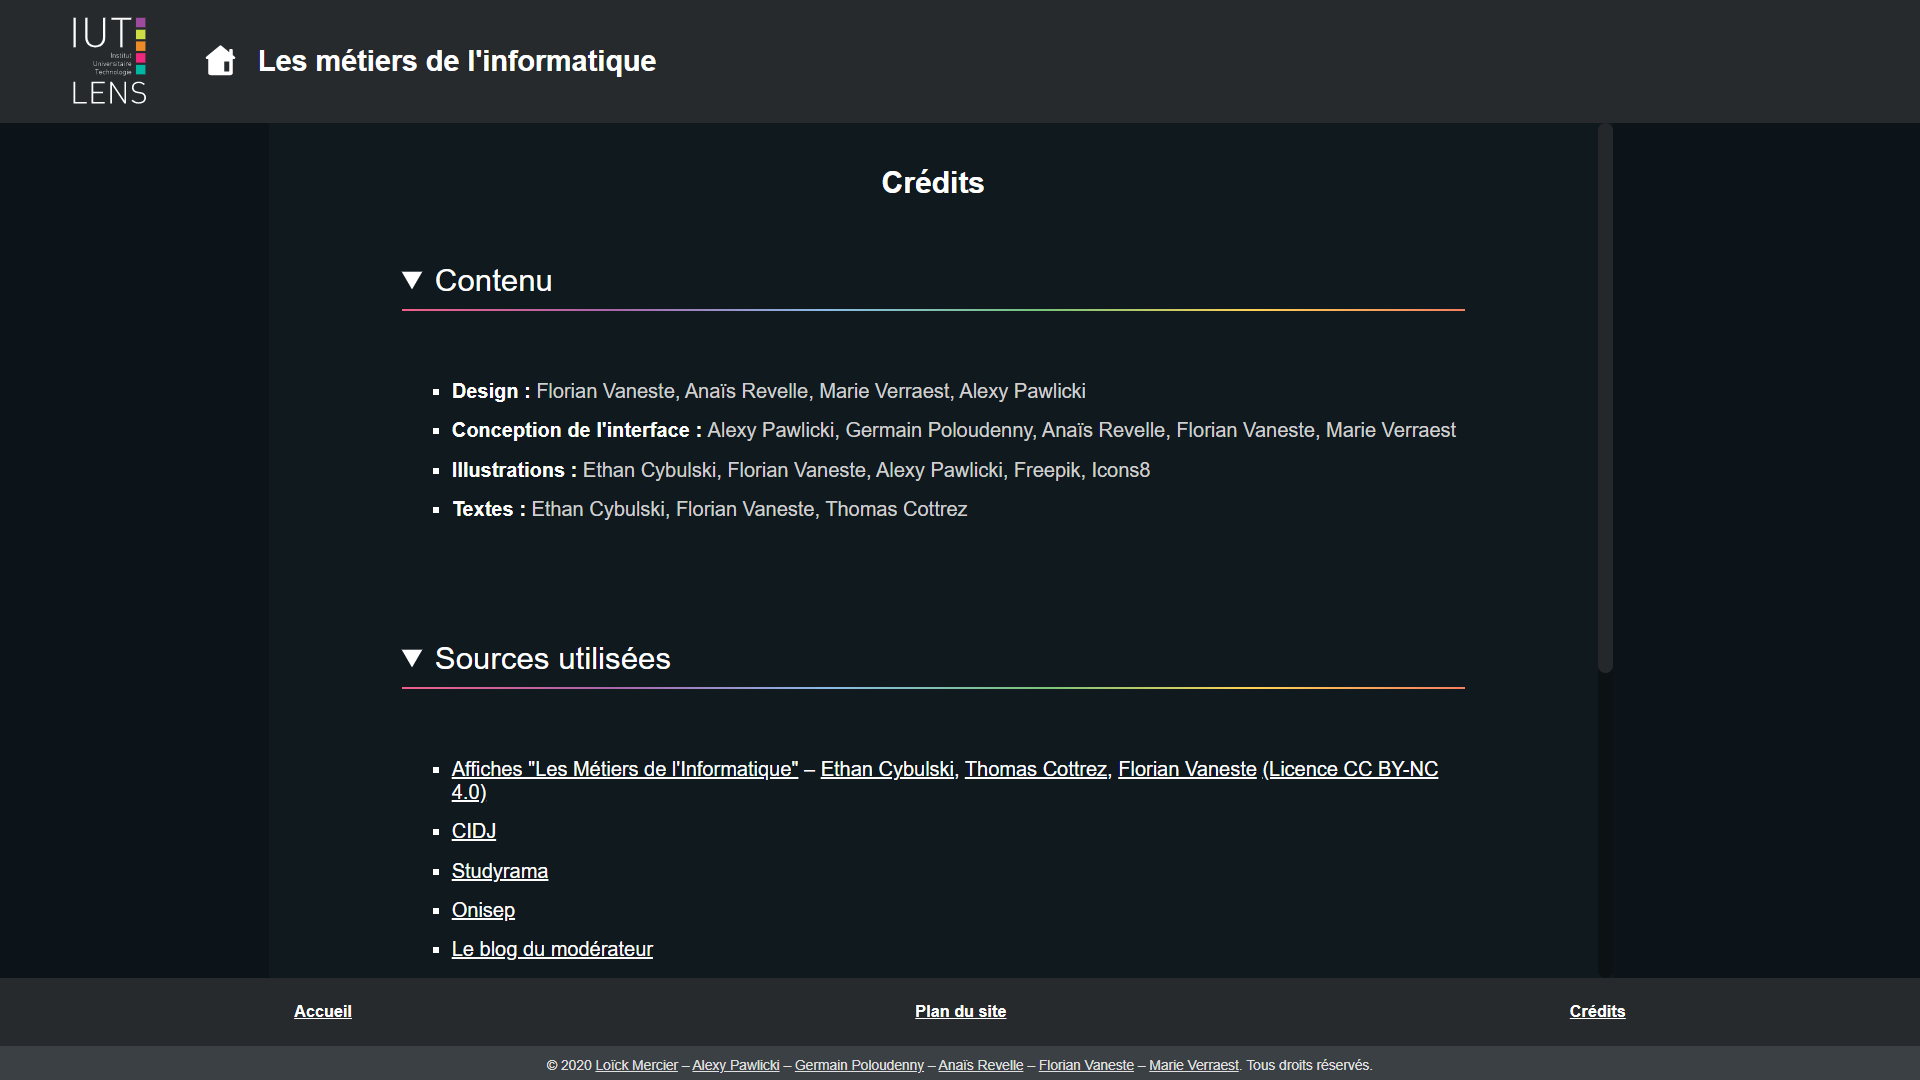 IUT
Institut
Universitaire
Technologie
LENS
Les métiers de l'informatique
Crédits
▼ Contenu
▪ Design : Florian Vaneste, Anaïs Revelle, Marie Verraest, Alexy Pawlicki
▪ Conception de l'interface : Alexy Pawlicki, Germain Poloudenny, Anaïs Revelle, Florian Vaneste, Marie Verraest
▪ Illustrations : Ethan Cybulski, Florian Vaneste, Alexy Pawlicki, Freepik, Icons8
▪ Textes : Ethan Cybulski, Florian Vaneste, Thomas Cottrez
▼ Sources utilisées
▪ Affiches "Les Métiers de l'Informatique" – Ethan Cybulski, Thomas Cottrez, Florian Vaneste (Licence CC BY-NC
4.0)
▪ CIDJ
▪ Studyrama
▪ Onisep
▪ Le blog du modérateur
Accueil
Plan du site
Crédits
© 2020 Loïck Mercier – Alexy Pawlicki – Germain Poloudenny – Anaïs Revelle – Florian Vaneste – Marie Verraest. Tous droits réservés.